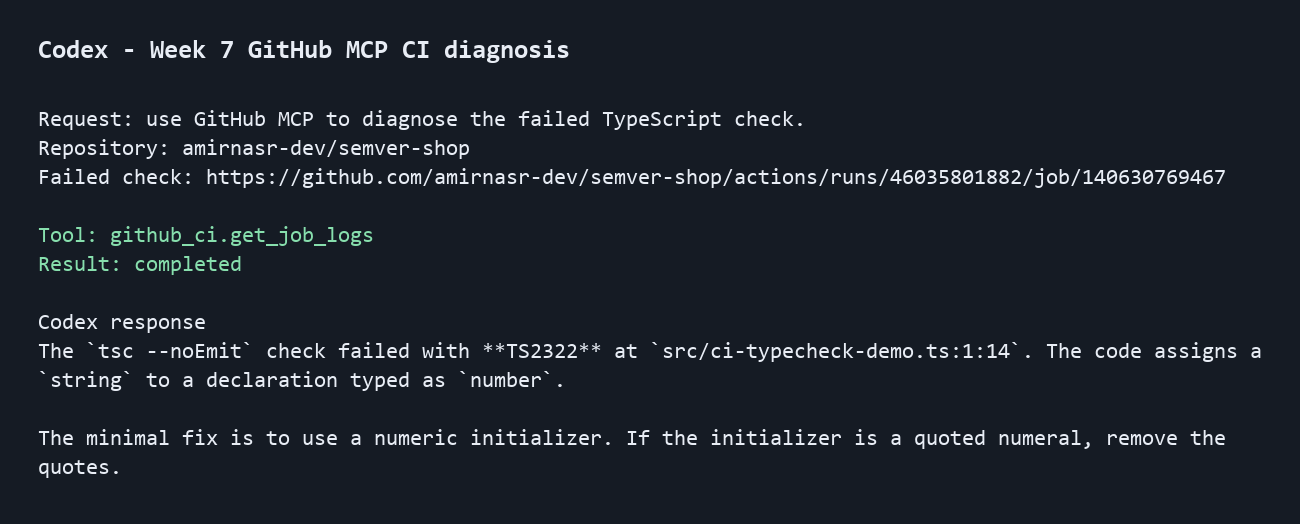 Codex - Week 7 GitHub MCP CI diagnosis
Request: use GitHub MCP to diagnose the failed TypeScript check.
Repository: amirnasr-dev/semver-shop
Failed check: https://github.com/amirnasr-dev/semver-shop/actions/runs/46035801882/job/140630769467
Tool: github_ci.get_job_logs
Result: completed
Codex response
The `tsc --noEmit` check failed with **TS2322** at `src/ci-typecheck-demo.ts:1:14`. The code assigns a
`string` to a declaration typed as `number`.
The minimal fix is to use a numeric initializer. If the initializer is a quoted numeral, remove the
quotes.